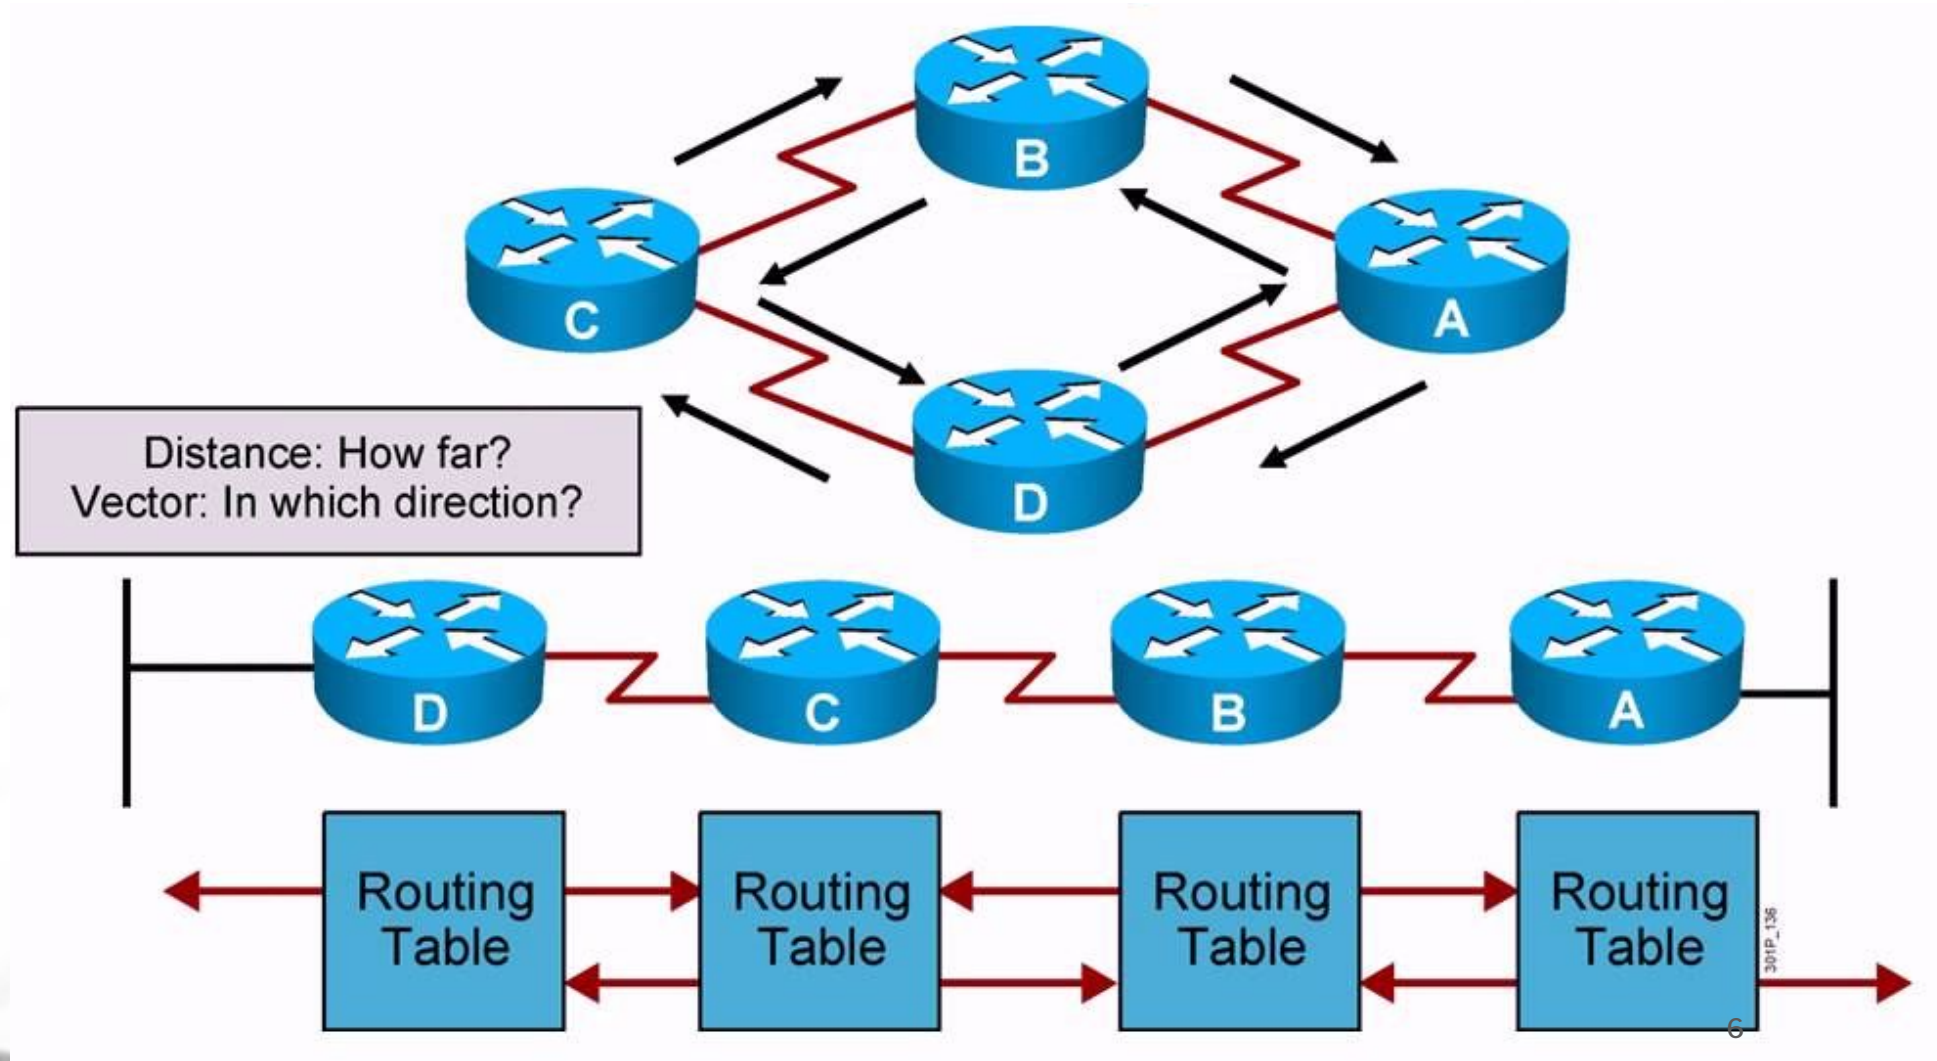 B
C
A
D
Distance: How far?
Vector: In which direction?
D
C
B
A
Routing
Table
Routing
Table
Routing
Table
Routing
Table
301P_136
6